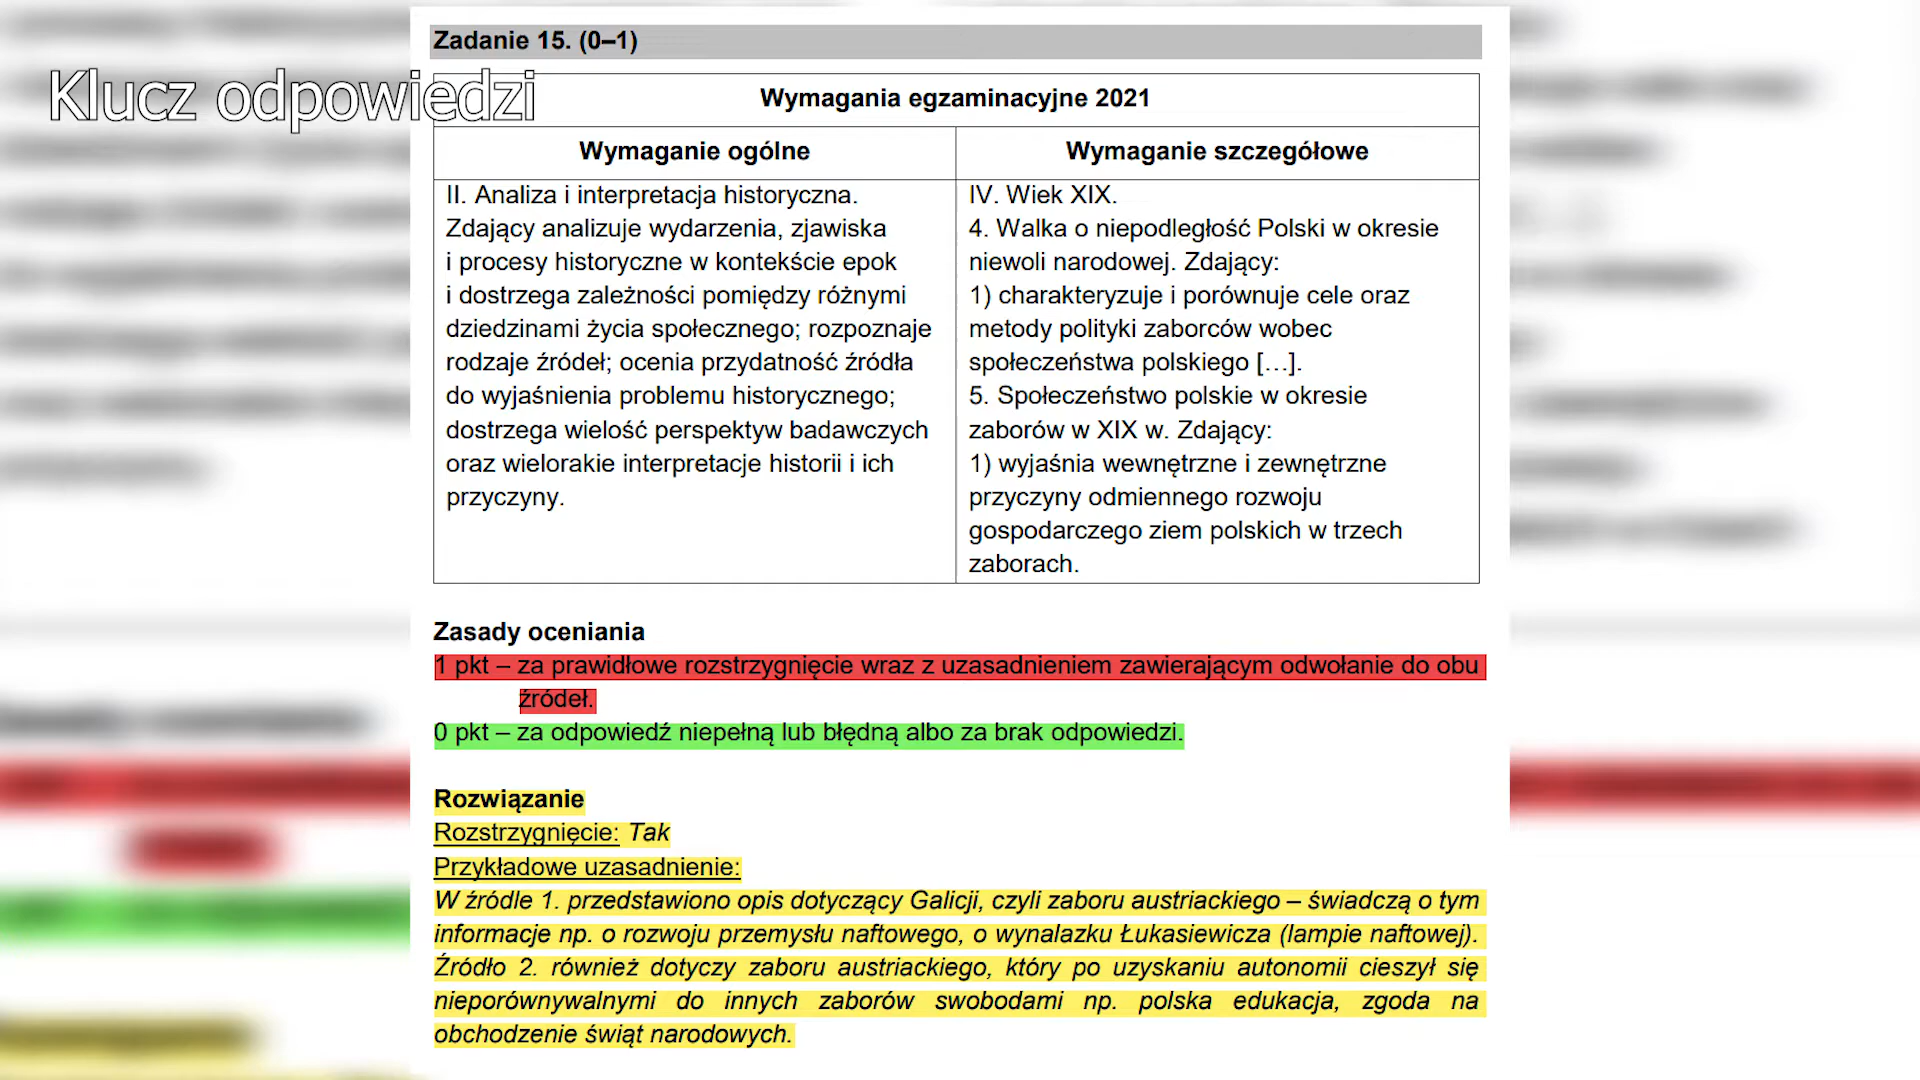 Zadanie 15. (0–1)
Klucz odpowiedzi
Wymagania egzaminacyjne 2021
Wymaganie ogólne
Wymaganie szczegółowe
II. Analiza i interpretacja historyczna.
Zdający analizuje wydarzenia, zjawiska
i procesy historyczne w kontekście epok
i dostrzega zależności pomiędzy różnymi
dziedzinami życia społecznego; rozpoznaje
rodzaje źródeł; ocenia przydatność źródła
do wyjaśnienia problemu historycznego;
dostrzega wielość perspektyw badawczych
oraz wielorakie interpretacje historii i ich
przyczyny.
IV. Wiek XIX.
4. Walka o niepodległość Polski w okresie
niewoli narodowej. Zdający:
1) charakteryzuje i porównuje cele oraz
metody polityki zaborców wobec
społeczeństwa polskiego […].
5. Społeczeństwo polskie w okresie
zaborów w XIX w. Zdający:
1) wyjaśnia wewnętrzne i zewnętrzne
przyczyny odmiennego rozwoju
gospodarczego ziem polskich w trzech
zaborach.
Zasady oceniania
1 pkt – za prawidłowe rozstrzygnięcie wraz z uzasadnieniem zawierającym odwołanie do obu
źródeł.
0 pkt – za odpowiedź niepełną lub błędną albo za brak odpowiedzi.
Rozwiązanie
Rozstrzygnięcie: Tak
Przykładowe uzasadnienie:
W źródle 1. przedstawiono opis dotyczący Galicji, czyli zaboru austriackiego – świadczą o tym
informacje np. o rozwoju przemysłu naftowego, o wynalazku Łukasiewicza (lampie naftowej).
Źródło 2. również dotyczy zaboru austriackiego, który po uzyskaniu autonomii cieszył się
nieporównywalnymi do innych zaborów swobodami np. polska edukacja, zgoda na
obchodzenie świąt narodowych.